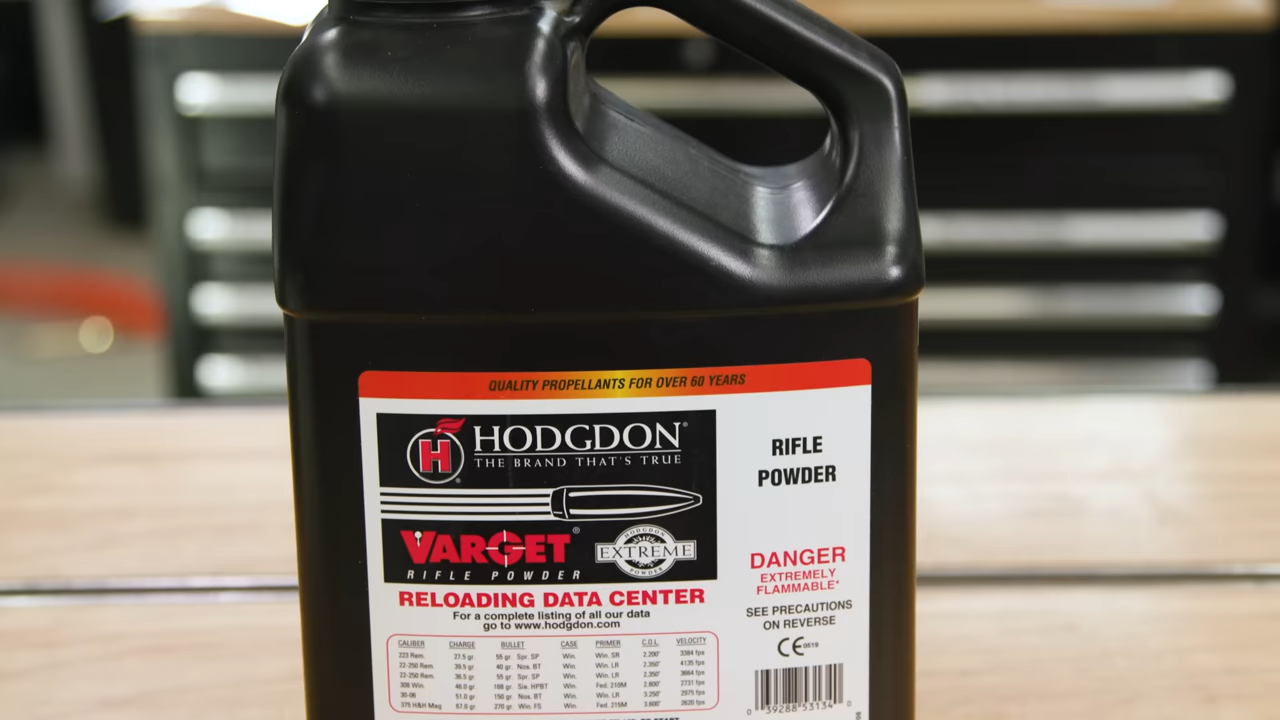 QUALITY PROPELLANTS FOR OVER 60 YEARS
H
HODGDON®
THE BRAND THAT'S TRUE
VARGET®
RIFLE POWDER
HODGDON
EXTREME
POWDER
RIFLE
POWDER
DANGER
EXTREMELY
FLAMMABLE*
SEE PRECAUTIONS
ON REVERSE
CE 0519
RELOADING DATA CENTER
For a complete listing of all our data
go to www.hodgdon.com
CALIBER CHARGE BULLET CASE PRIMER C.O.L. VELOCITY
223 Rem. 27.5 gr. 55 gr. Spr. SP Win. Win. SR 2.200" 3384 fps
22-250 Rem. 39.5 gr. 40 gr. Nos. BT Win. Win. LR 2.350" 4135 fps
22-250 Rem. 36.5 gr. 55 gr. Spr. SP Win. Win. LR 2.350" 3664 fps
308 Win. 46.0 gr. 168 gr. Sie. HPBT Win. Fed. 210M 2.800" 2731 fps
30-06 51.0 gr. 150 gr. Nos. BT Win. Win. LR 3.250" 2975 fps
375 H&H Mag 67.0 gr. 270 gr. Win. FS Win. Fed. 215M 3.600" 2620 fps
0 39288 53134 0